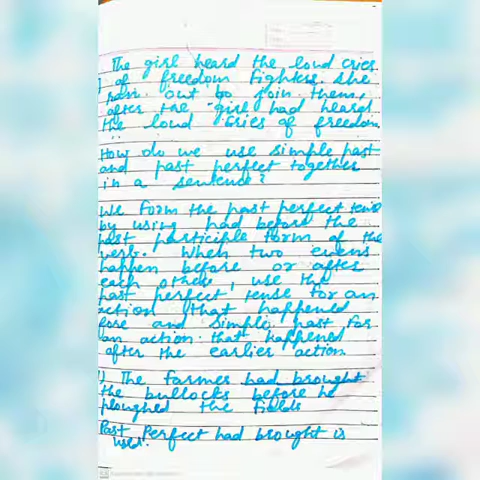 The girl heard the loud cries
of freedom fighters. She
ran out to join them,
after the girl had heard
the loud cries of freedom
How do we use simple past
and past perfect together
in a sentence?
We form the past perfect tense
by using had before the
past participle form of the
verb. When two evens
happen before or after
each other, use the
past perfect tense for an
action that happened
fore and simple past for
an action that happened
after the earlier action
1) The farmer had brought
the bullocks before he
ploughed the fields
Past Perfect had brought is
used.